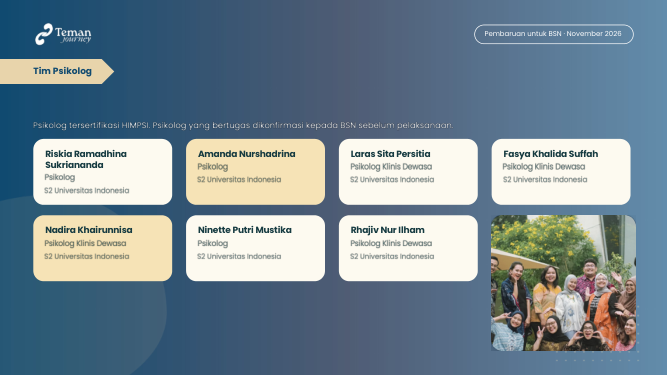 Teman
journey
Pembaruan untuk BSN · November 2026
Tim Psikolog
Psikolog tersertifikasi HIMPSI. Psikolog yang bertugas dikonfirmasi kepada BSN sebelum pelaksanaan.
Riskia Ramadhina
Sukriananda
Psikolog
S2 Universitas Indonesia
Amanda Nurshadrina
Psikolog
S2 Universitas Indonesia
Laras Sita Persitia
Psikolog Klinis Dewasa
S2 Universitas Indonesia
Fasya Khalida Suffah
Psikolog Klinis Dewasa
S2 Universitas Indonesia
Nadira Khairunnisa
Psikolog Klinis Dewasa
S2 Universitas Indonesia
Ninette Putri Mustika
Psikolog
S2 Universitas Indonesia
Rhajiv Nur Ilham
Psikolog Klinis Dewasa
S2 Universitas Indonesia